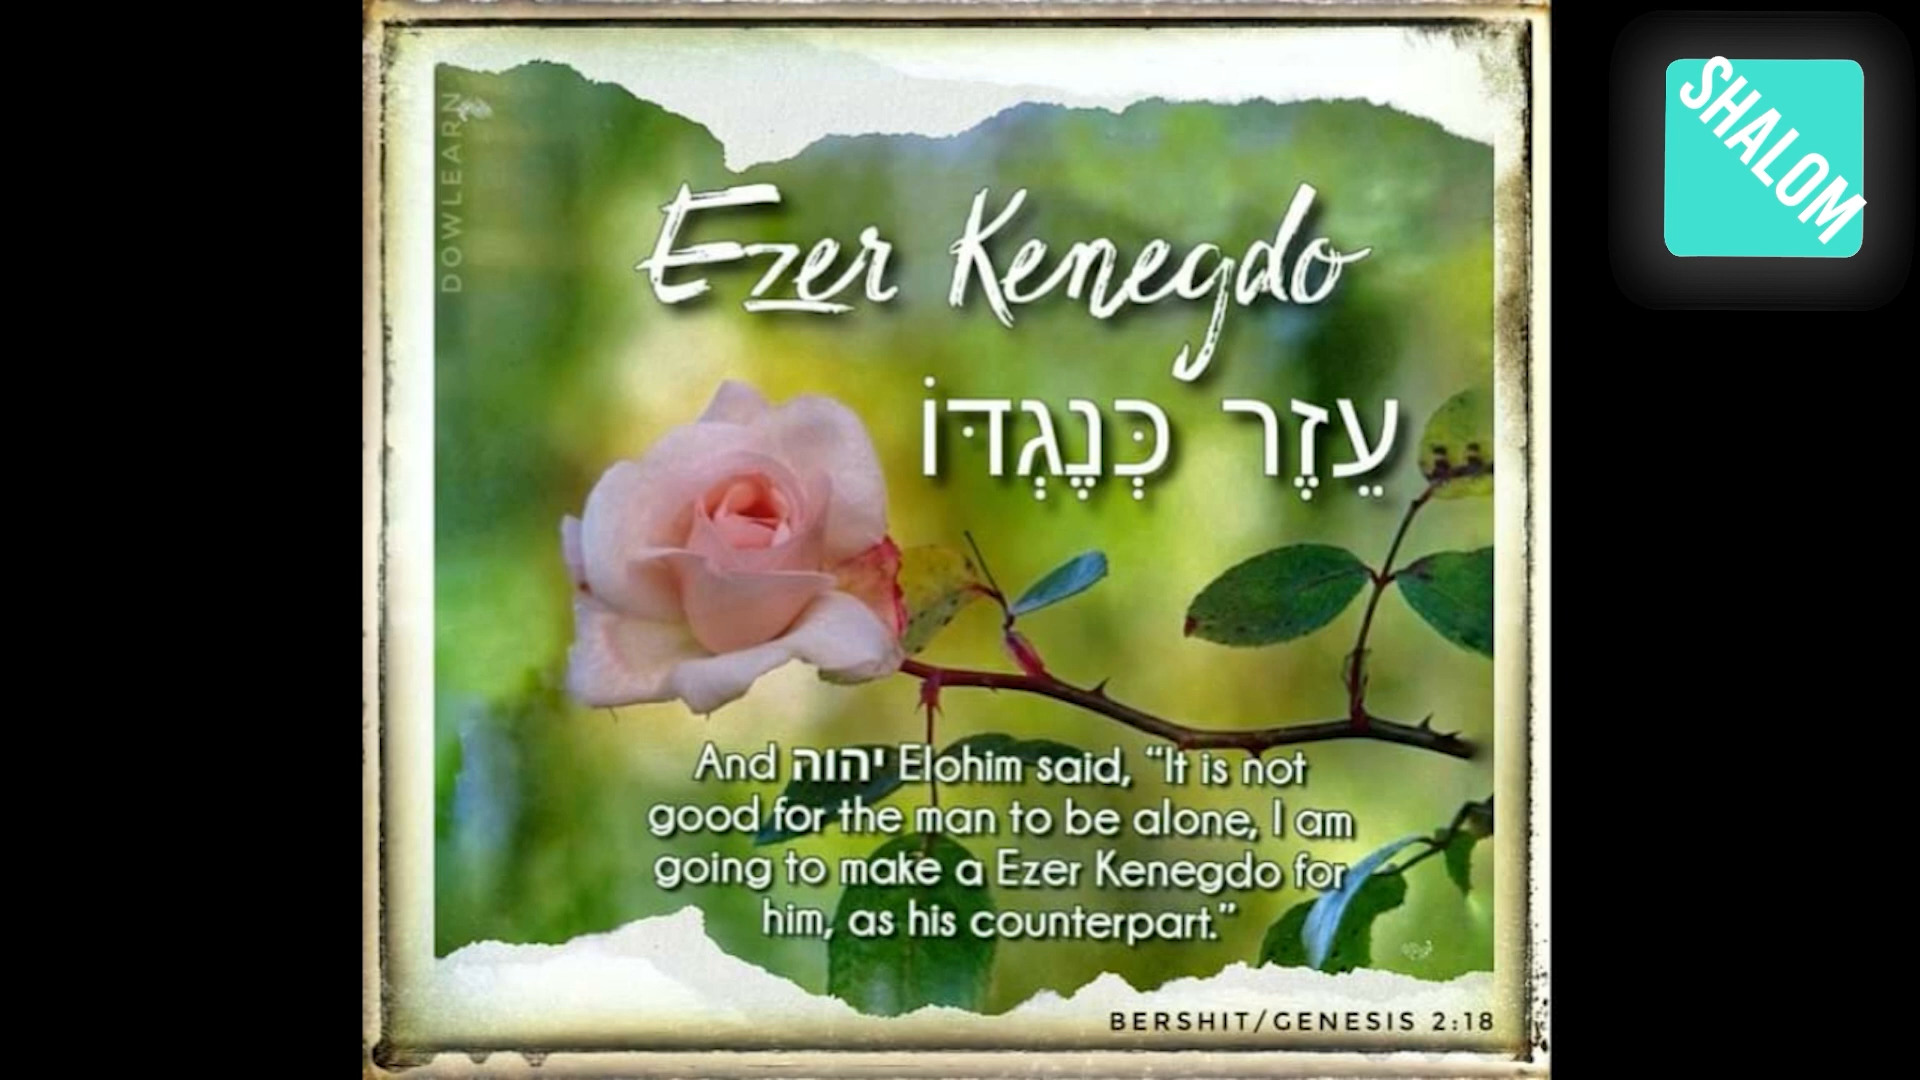 SHALOM
DOWLEARN
Ezer Kenegdo
עֵזֶר כְּנֶגְדּוֹ
And יהוה Elohim said, “It is not
good for the man to be alone, I am
going to make a Ezer Kenegdo for
him, as his counterpart.”
BERSHIT/GENESIS 2:18